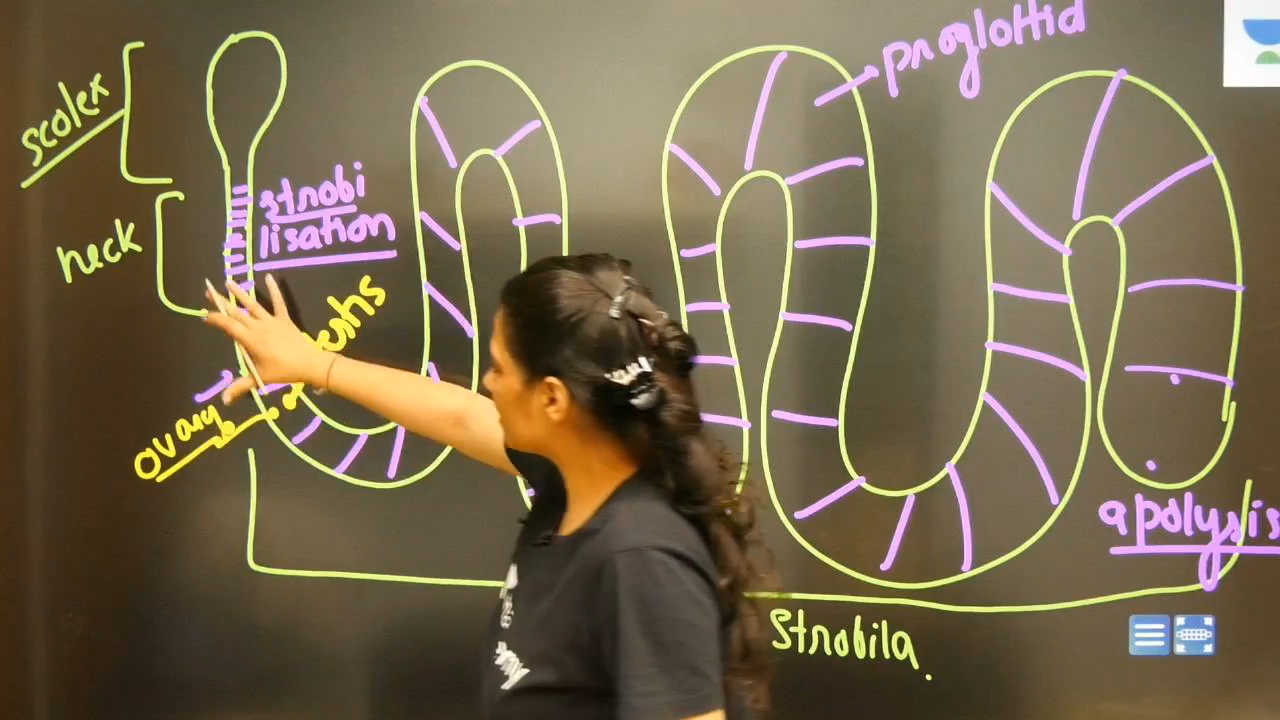 scolex
neck
strobi
lisation
ovary
proglottid
apolysis
Strobila.